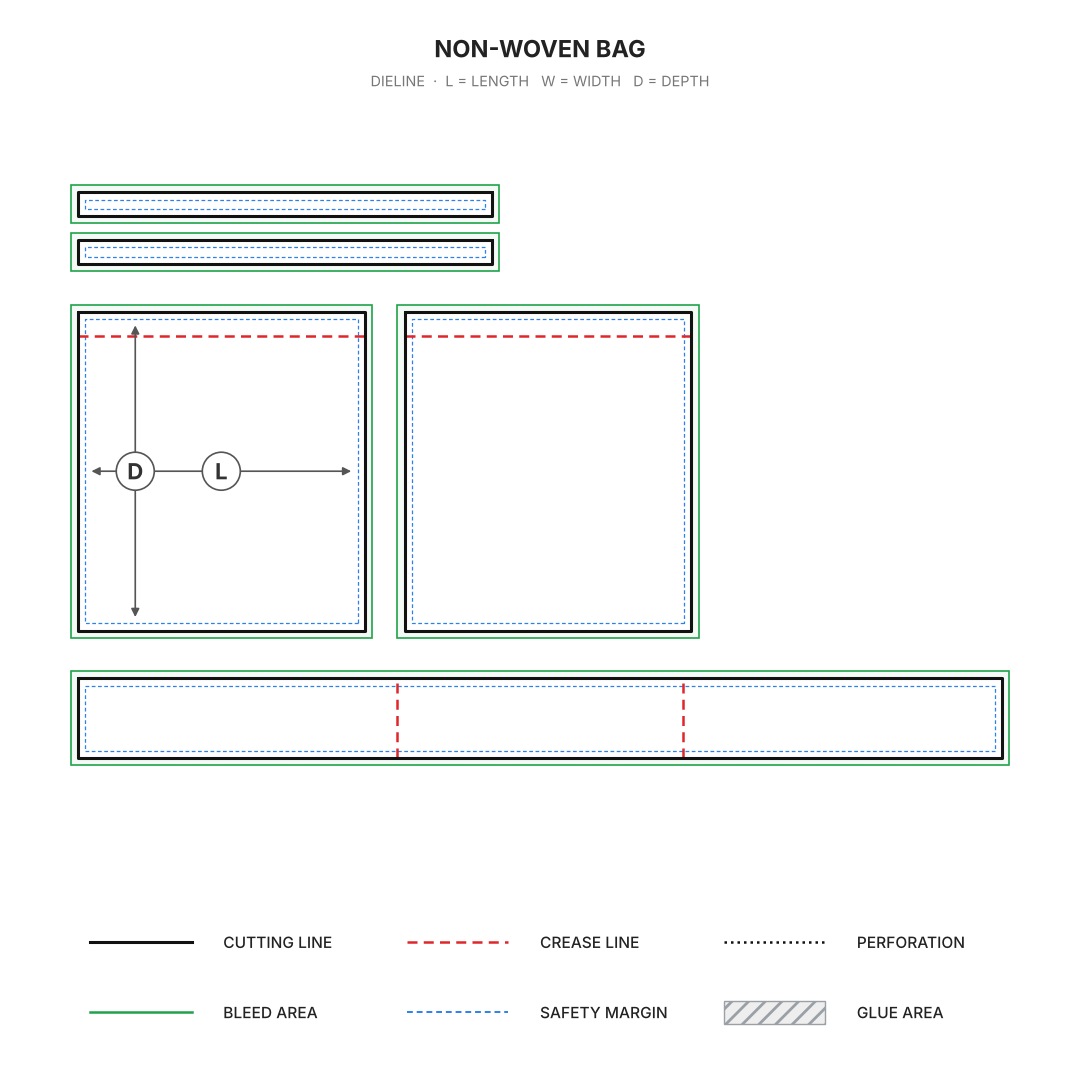 NON-WOVEN BAG
DIELINE · L = LENGTH W = WIDTH D = DEPTH
D L
CUTTING LINE CREASE LINE PERFORATION
BLEED AREA SAFETY MARGIN GLUE AREA